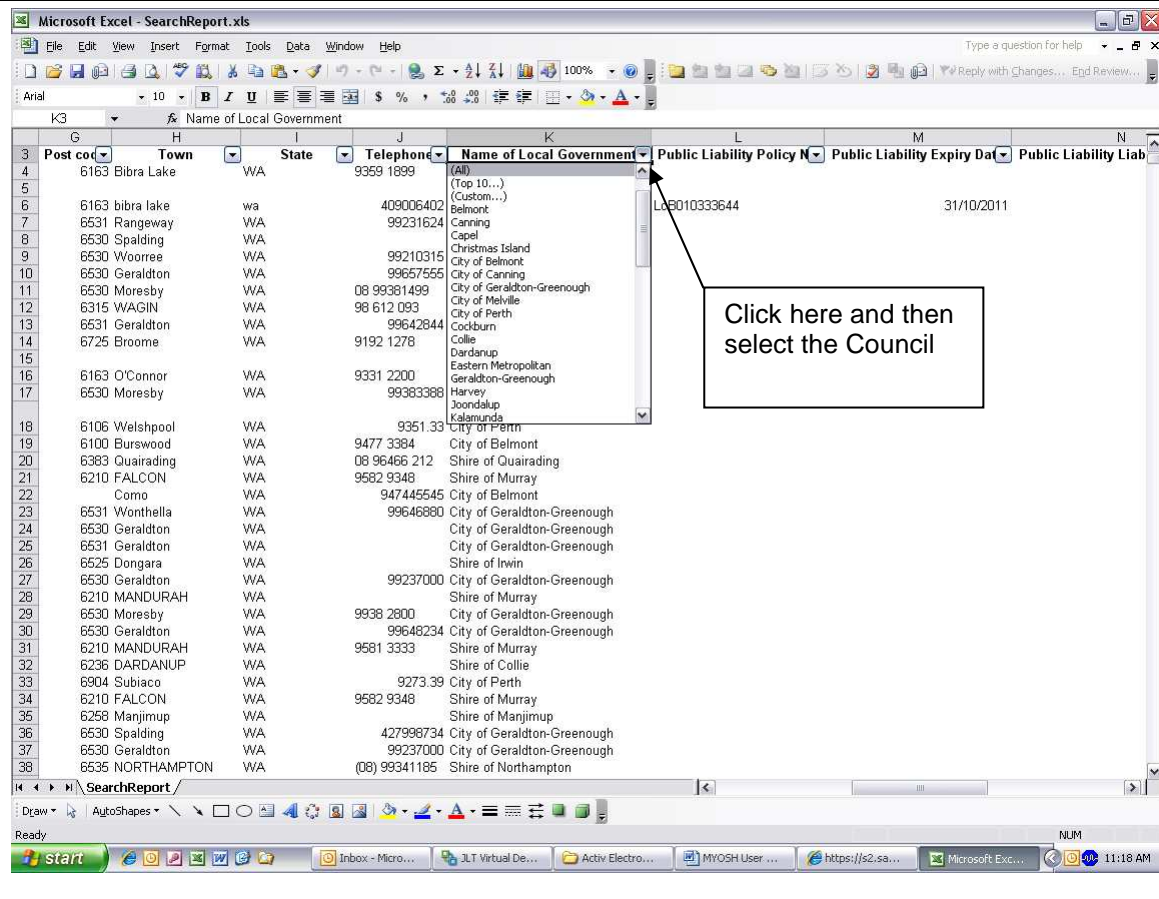 Microsoft Excel - SearchReport.xls
File Edit View Insert Format Tools Data Window Help Type a question for help
100% Reply with Changes... End Review...
Arial 10 B I U $ % ,
K3 fx Name of Local Government
G H I J K L M N
3 Post cod Town State Telephone Name of Local Government Public Liability Policy N Public Liability Expiry Dat Public Liability Liab
4 6163 Bibra Lake WA 9359 1899 (All)
5 (Top 10...)
(Custom...)
6 6163 bibra lake wa 409006402 Belmont LoB010333644 31/10/2011
7 6531 Rangeway WA 99231624 Canning
8 6530 Spalding WA Capel
Christmas Island
9 6530 Woorree WA 99210315 City of Belmont
10 6530 Geraldton WA 99657555 City of Canning
11 6530 Moresby WA 08 99381499 City of Geraldton-Greenough
12 6315 WAGIN WA 98 612 093 City of Melville
City of Perth
13 6531 Geraldton WA 99642844 Cockburn
14 6725 Broome WA 9192 1278 Collie
15 Dardanup
Eastern Metropolitan
16 6163 O'Connor WA 9331 2200 Geraldton-Greenough
17 6530 Moresby WA 99383388 Harvey
Joondalup
Kalamunda
Click here and then
select the Council
18 6106 Welshpool WA 9351.33 City of Perth
19 6100 Burswood WA 9477 3384 City of Belmont
20 6383 Quairading WA 08 96466 212 Shire of Quairading
21 6210 FALCON WA 9582 9348 Shire of Murray
22 Como WA 947445545 City of Belmont
23 6531 Wonthella WA 99646880 City of Geraldton-Greenough
24 6530 Geraldton WA City of Geraldton-Greenough
25 6531 Geraldton WA City of Geraldton-Greenough
26 6525 Dongara WA Shire of Irwin
27 6530 Geraldton WA 99237000 City of Geraldton-Greenough
28 6210 MANDURAH WA Shire of Murray
29 6530 Moresby WA 9938 2800 City of Geraldton-Greenough
30 6530 Geraldton WA 99648234 City of Geraldton-Greenough
31 6210 MANDURAH WA 9581 3333 Shire of Murray
32 6236 DARDANUP WA Shire of Collie
33 6904 Subiaco WA 9273.39 City of Perth
34 6210 FALCON WA 9582 9348 Shire of Murray
35 6258 Manjimup WA Shire of Manjimup
36 6530 Spalding WA 427998734 City of Geraldton-Greenough
37 6530 Geraldton WA 99237000 City of Geraldton-Greenough
38 6535 NORTHAMPTON WA (08) 99341185 Shire of Northampton
SearchReport
Draw AutoShapes
Ready NUM
start Inbox - Micro... JLT Virtual De... Activ Electro... MYOSH User ... https://s2.sa... Microsoft Exc... 11:18 AM